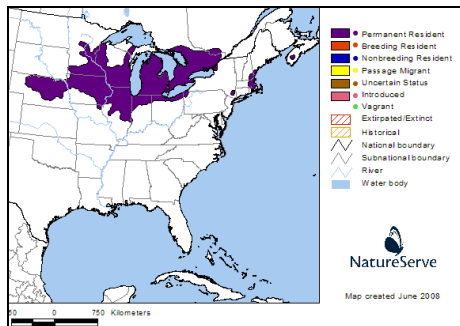 Permanent Resident
Breeding Resident
Nonbreeding Resident
Passage Migrant
Uncertain Status
Introduced
Vagrant
Extirpated/Extinct
Historical
National boundary
Subnational boundary
River
Water body
NatureServe
Map created June 2008
50 0 750 Kilometers